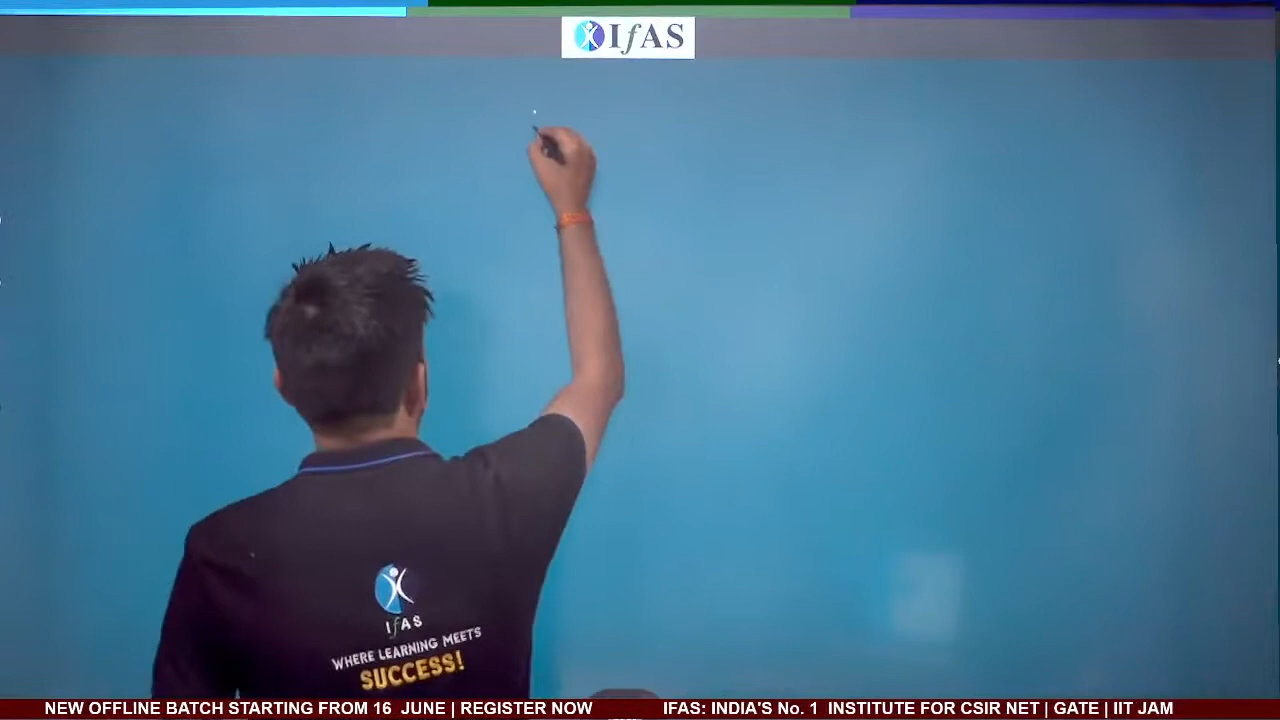 IfAS
IfAS
WHERE LEARNING MEETS
SUCCESS!
NEW OFFLINE BATCH STARTING FROM 16 JUNE | REGISTER NOW IFAS: INDIA'S No. 1 INSTITUTE FOR CSIR NET | GATE | IIT JAM